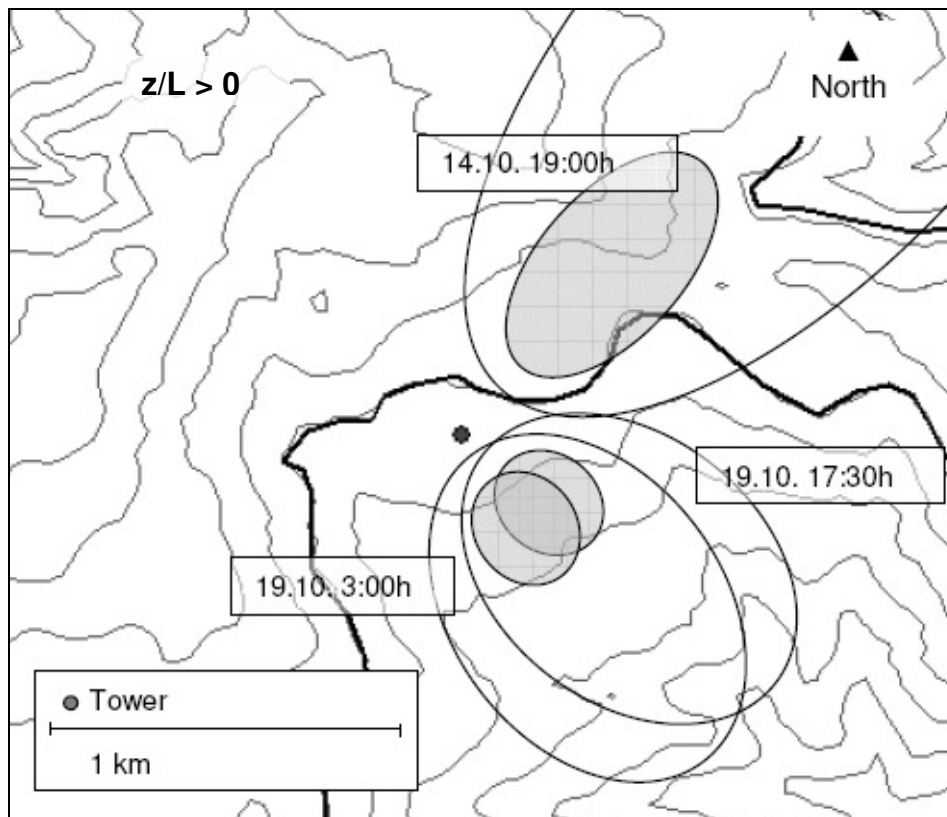 z/L > 0
North
14.10. 19:00h
19.10. 17:30h
19.10. 3:00h
Tower
1 km